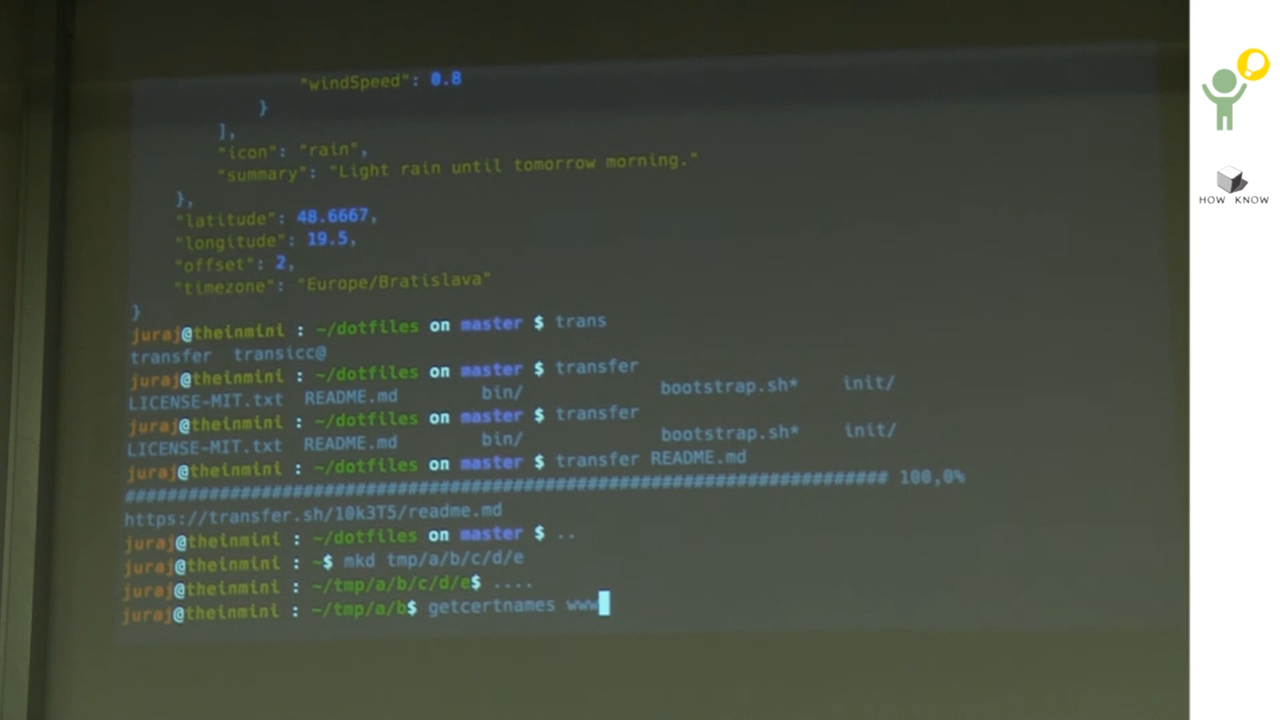 "windSpeed": 0.8
}
],
"icon": "rain",
"summary": "Light rain until tomorrow morning."
},
"latitude": 48.6667,
"longitude": 19.5,
"offset": 2,
"timezone": "Europe/Bratislava"
}
juraj@theinmini : ~/dotfiles on master $ trans
transfer transicc@
juraj@theinmini : ~/dotfiles on master $ transfer
LICENSE-MIT.txt README.md bin/ bootstrap.sh* init/
juraj@theinmini : ~/dotfiles on master $ transfer
LICENSE-MIT.txt README.md bin/ bootstrap.sh* init/
juraj@theinmini : ~/dotfiles on master $ transfer README.md
######################################################################## 100,0%
https://transfer.sh/10k3T5/readme.md
juraj@theinmini : ~/dotfiles on master $ ..
juraj@theinmini : ~$ mkd tmp/a/b/c/d/e
juraj@theinmini : ~/tmp/a/b/c/d/e$ ....
juraj@theinmini : ~/tmp/a/b$ getcertnames www
HOW KNOW